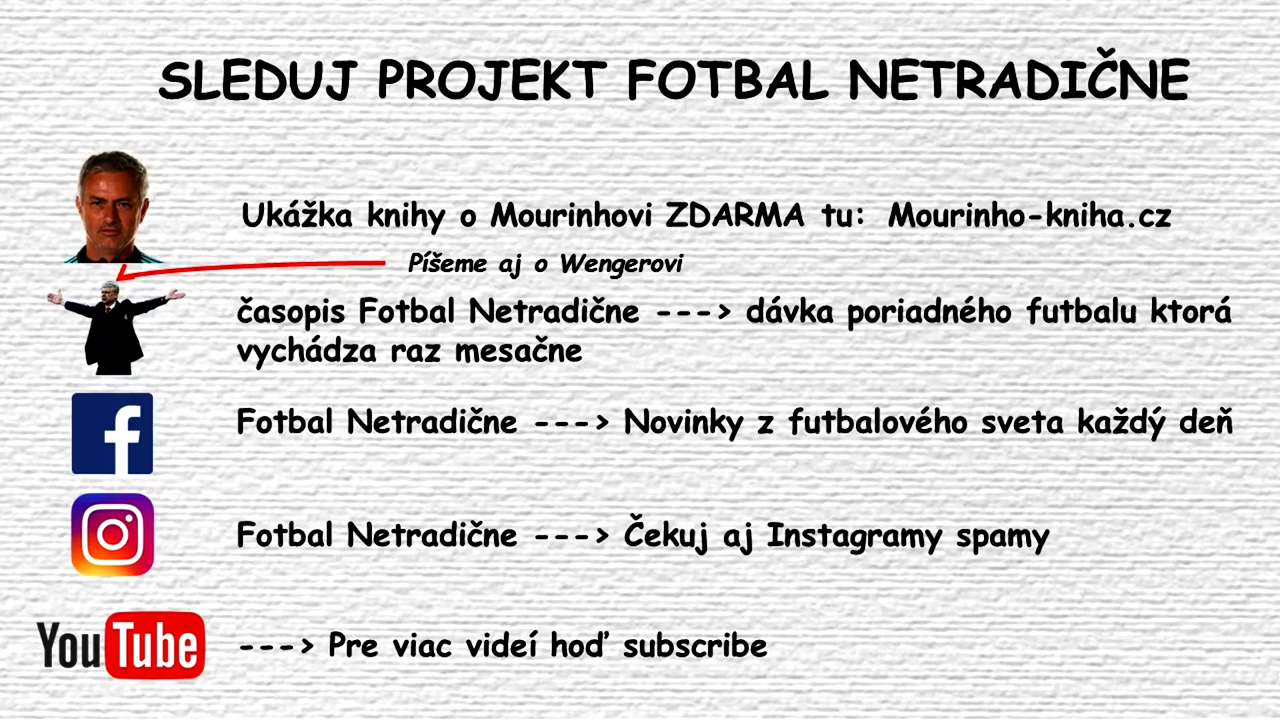 SLEDUJ PROJEKT FOTBAL NETRADIČNE
Ukážka knihy o Mourinhovi ZDARMA tu: Mourinho-kniha.cz
Píšeme aj o Wengerovi
časopis Fotbal Netradične ---> dávka poriadného futbalu ktorá
vychádza raz mesačne
Fotbal Netradične ---> Novinky z futbalového sveta každý deň
Fotbal Netradične ---> Čekuj aj Instagramy spamy
YouTube ---> Pre viac videí hoď subscribe